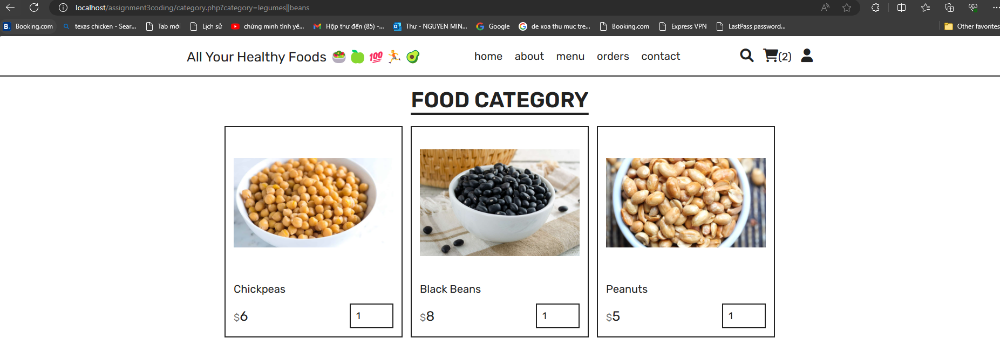 localhost/assignment3coding/category.php?category=legumes||beans
Booking.com texas chicken - Sear... Tab mới Lịch sử chứng minh tình yê... Hộp thư đến (85) -... Thư - NGUYEN MIN... Google de xoa thu muc tre... Booking.com Express VPN LastPass password... Other favorites
All Your Healthy Foods 🥗 🍏 💯 🏃 🥑 home about menu orders contact (2)
FOOD CATEGORY
Chickpeas
$6 1
Black Beans
$8 1
Peanuts
$5 1